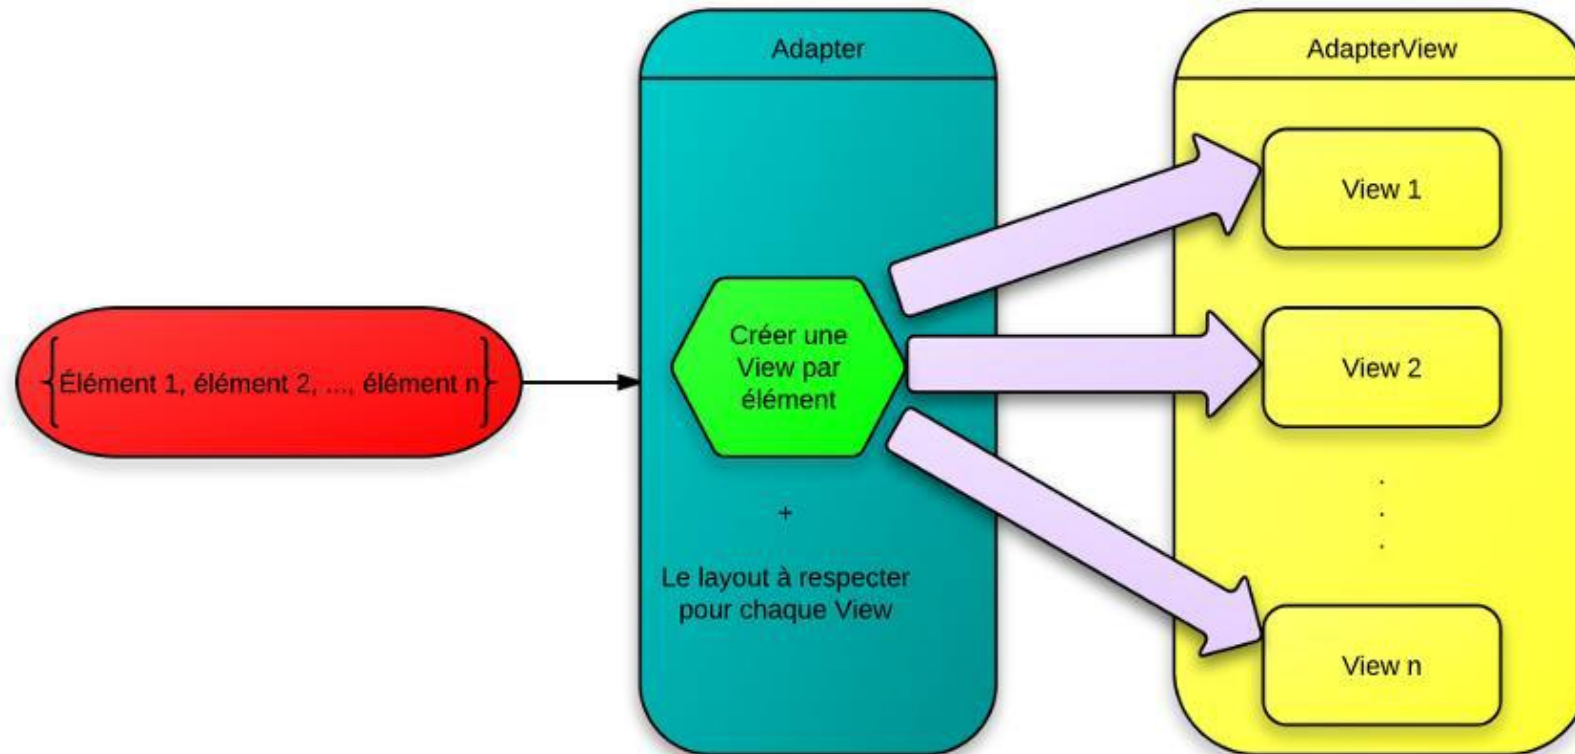 Adapter
AdapterView
{Élément 1, élément 2, ..., élément n}
Créer une
View par
élément
+
Le layout à respecter
pour chaque View
View 1
View 2
.
.
.
View n